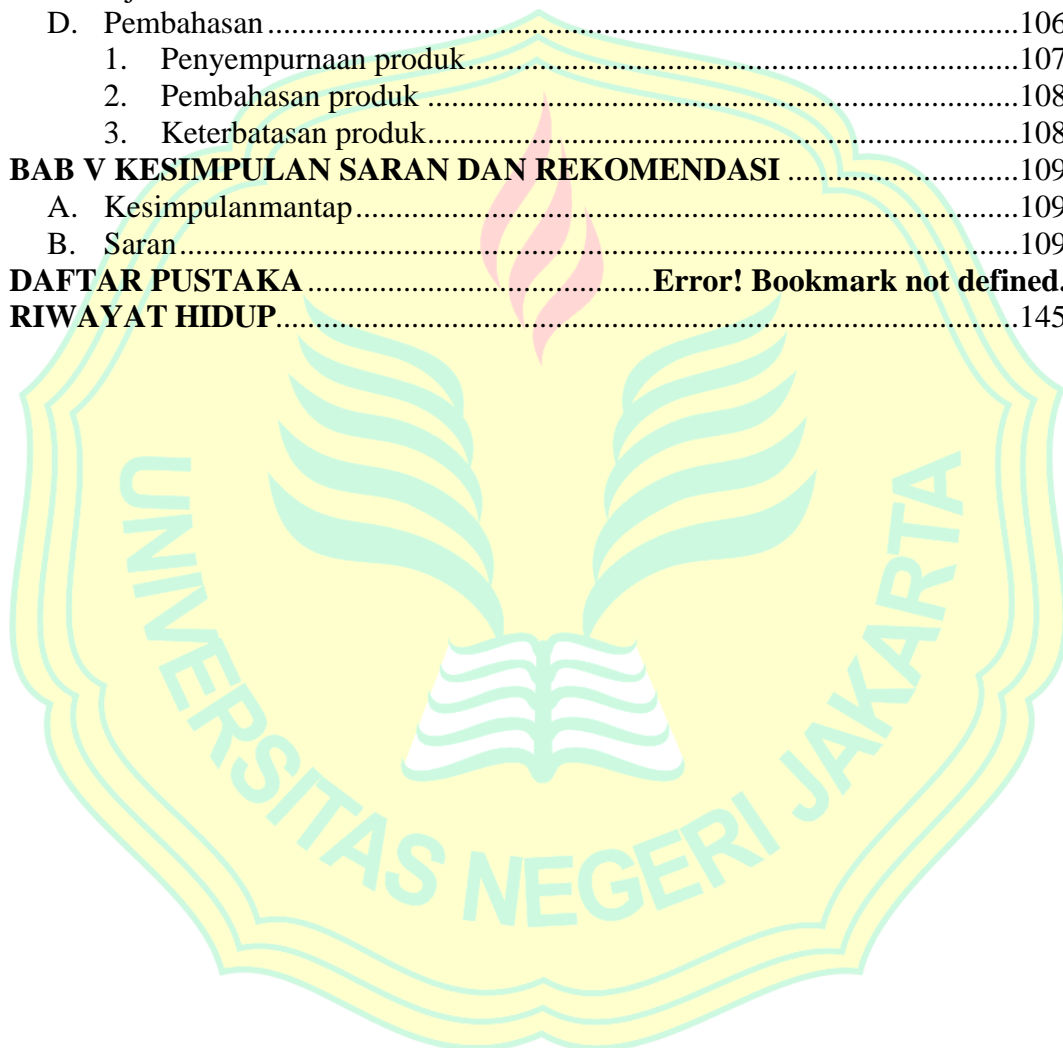 D. Pembahasan ........................................................................................................ 106
1. Penyempurnaan produk ............................................................................ 107
2. Pembahasan produk ................................................................................. 108
3. Keterbatasan produk ................................................................................. 108
BAB V KESIMPULAN SARAN DAN REKOMENDASI ................................ 109
A. Kesimpulanmantap ............................................................................................ 109
B. Saran .................................................................................................................... 109
DAFTAR PUSTAKA ............................................... Error! Bookmark not defined.
RIWAYAT HIDUP ....................................................................................................... 145
UNIVERSITAS NEGERI JAKARTA